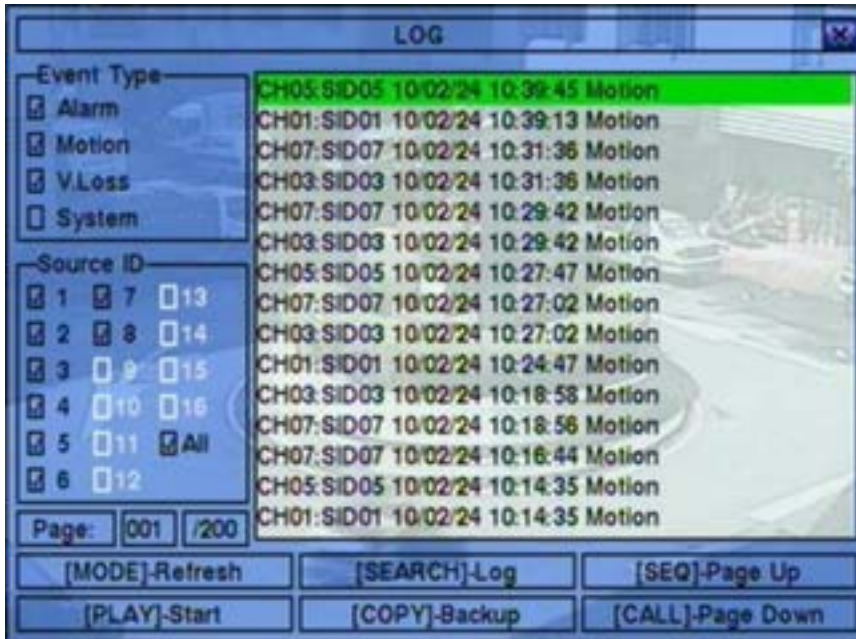 LOG
Event Type
Alarm
Motion
V.Loss
System
Source ID
1 7 13
2 8 14
3 9 15
4 10 16
5 11 All
6 12
Page: 001 /200
CH05:SID05 10/02/24 10:39:45 Motion
CH01:SID01 10/02/24 10:39:13 Motion
CH07:SID07 10/02/24 10:31:36 Motion
CH03:SID03 10/02/24 10:31:36 Motion
CH07:SID07 10/02/24 10:29:42 Motion
CH03:SID03 10/02/24 10:29:42 Motion
CH05:SID05 10/02/24 10:27:47 Motion
CH07:SID07 10/02/24 10:27:02 Motion
CH03:SID03 10/02/24 10:27:02 Motion
CH01:SID01 10/02/24 10:24:47 Motion
CH03:SID03 10/02/24 10:18:58 Motion
CH07:SID07 10/02/24 10:18:56 Motion
CH07:SID07 10/02/24 10:16:44 Motion
CH05:SID05 10/02/24 10:14:35 Motion
CH01:SID01 10/02/24 10:14:35 Motion
[MODE]-Refresh [SEARCH]-Log [SEQ]-Page Up
[PLAY]-Start [COPY]-Backup [CALL]-Page Down